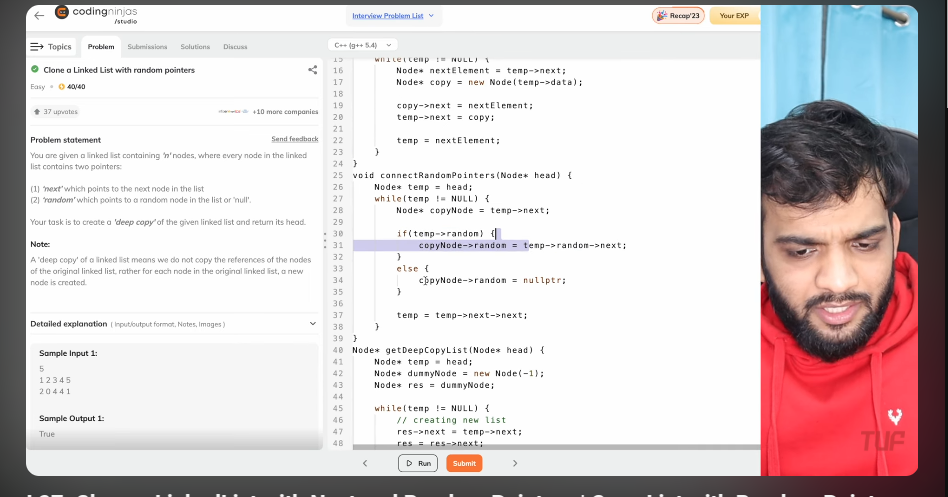 codingninjas
/studio
Interview Problem List
Recap'23
Your EXP
Topics
Problem
Submissions
Solutions
Discuss
C++ (g++ 5.4)
Clone a Linked List with random pointers
Easy
40/40
37 upvotes
+10 more companies
Problem statement
Send feedback
You are given a linked list containing 'n' nodes, where every node in the linked
list contains two pointers:
(1) 'next' which points to the next node in the list
(2) 'random' which points to a random node in the list or 'null'.
Your task is to create a 'deep copy' of the given linked list and return its head.
Note:
A 'deep copy' of a linked list means we do not copy the references of the nodes
of the original linked list, rather for each node in the original linked list, a new
node is created.
Detailed explanation ( Input/output format, Notes, Images )
Sample Input 1:
5
1 2 3 4 5
2 0 4 4 1
Sample Output 1:
True
15 while(temp != NULL) {
16 Node* nextElement = temp->next;
17 Node* copy = new Node(temp->data);
18
19 copy->next = nextElement;
20 temp->next = copy;
21
22 temp = nextElement;
23 }
24 }
25 void connectRandomPointers(Node* head) {
26 Node* temp = head;
27 while(temp != NULL) {
28 Node* copyNode = temp->next;
29
30 if(temp->random) {
31 copyNode->random = temp->random->next;
32 }
33 else {
34 copyNode->random = nullptr;
35 }
36
37 temp = temp->next->next;
38 }
39 }
40 Node* getDeepCopyList(Node* head) {
41 Node* temp = head;
42 Node* dummyNode = new Node(-1);
43 Node* res = dummyNode;
44
45 while(temp != NULL) {
46 // creating new list
47 res->next = temp->next;
48 res = res->next;
Run
Submit
TUF